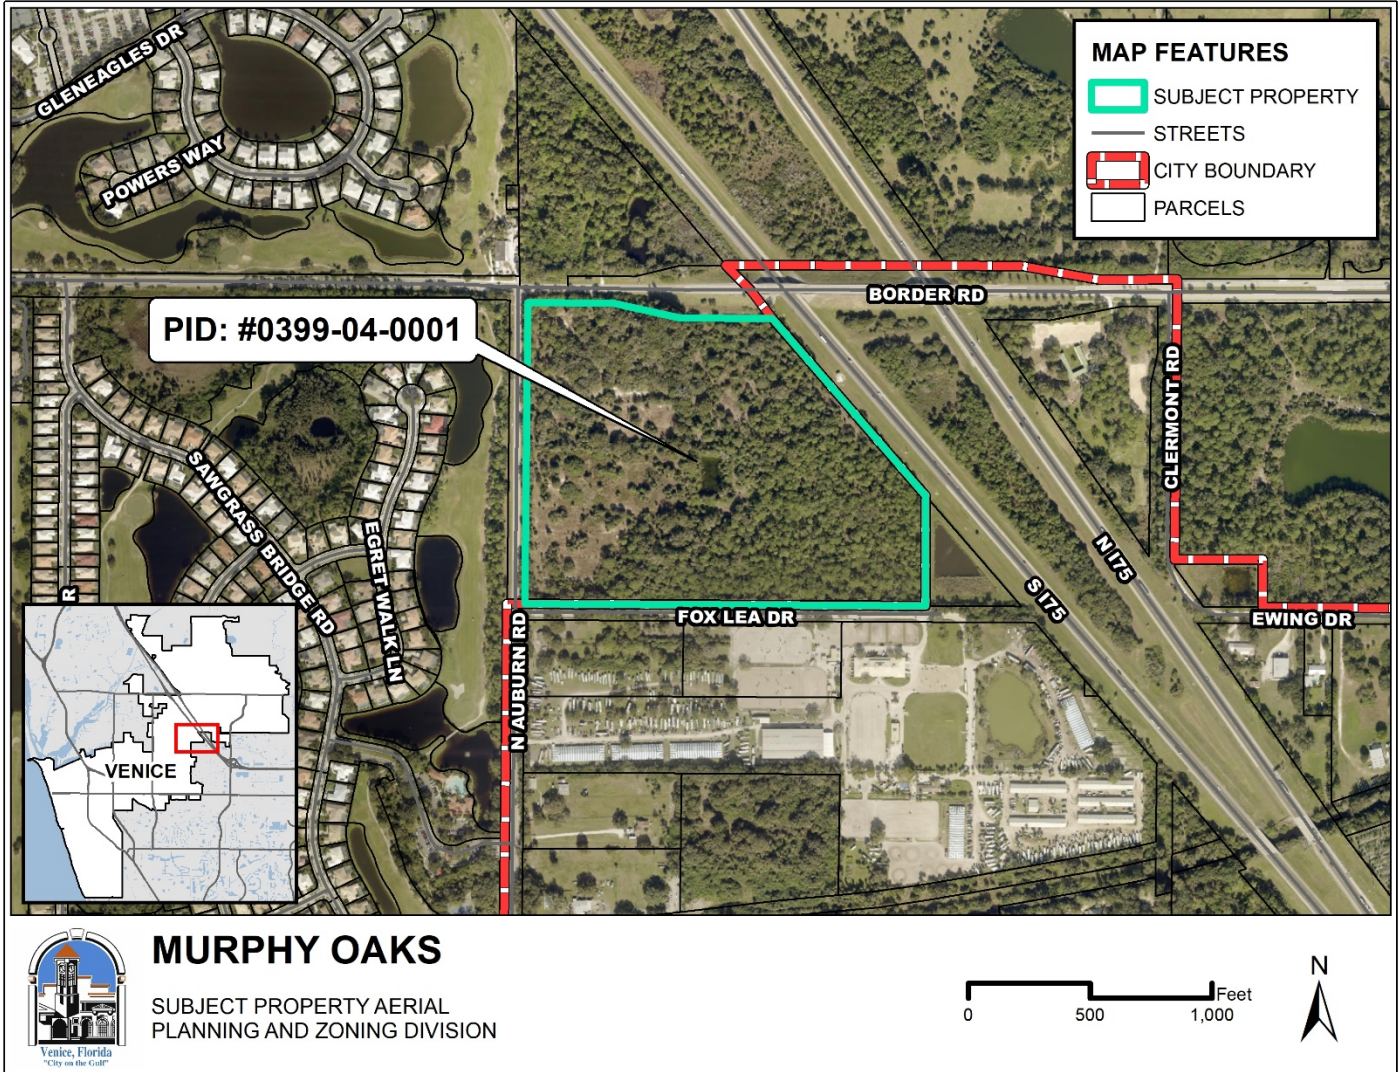 GLENEAGLES DR
POWERS WAY
MAP FEATURES
SUBJECT PROPERTY
STREETS
CITY BOUNDARY
PARCELS
BORDER RD
PID: #0399-04-0001
CLERMONT RD
SAWGRASS BRIDGE RD
EGRET WALK LN
N I75
S I75
R
FOX LEA DR
EWING DR
N AUBURN RD
VENICE
MURPHY OAKS
SUBJECT PROPERTY AERIAL
PLANNING AND ZONING DIVISION
Venice, Florida
"City on the Gulf"
Feet
0 500 1,000
N